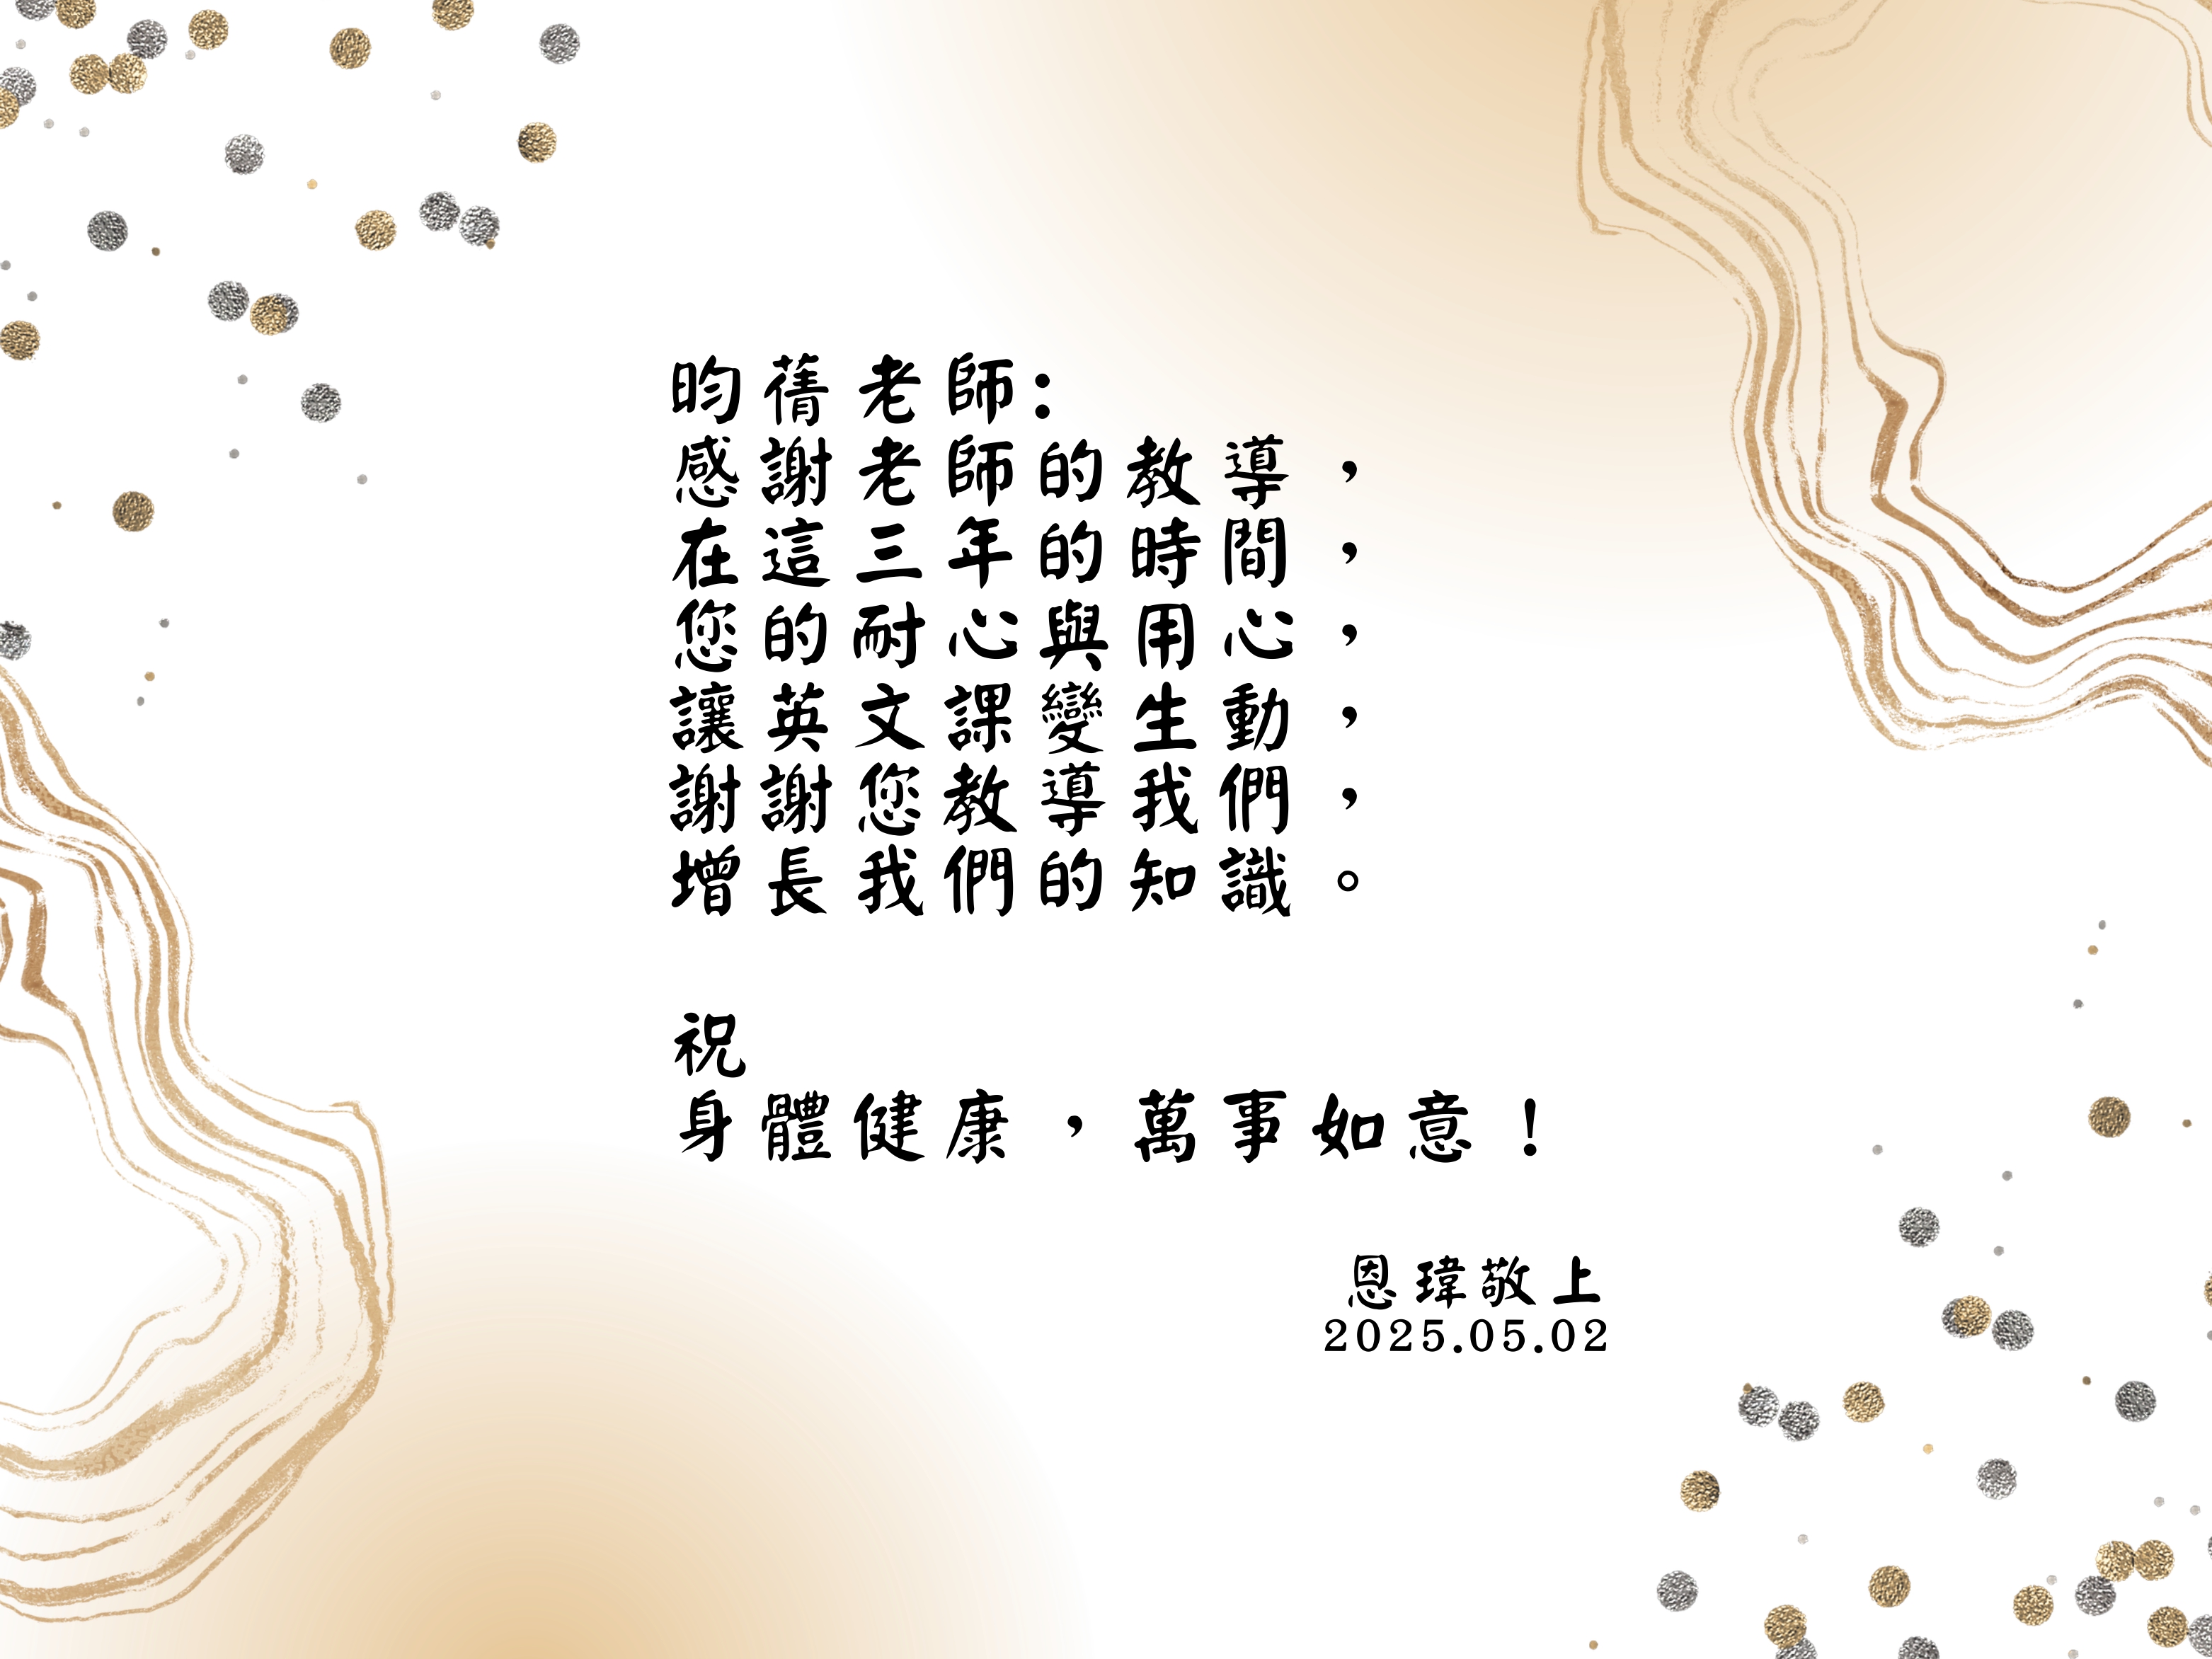 昀蒨老師:
感謝老師的教導，
在這三年的時間，
您的耐心與用心，
讓英文課變生動，
謝謝您教導我們，
增長我們的知識。
祝
身體健康，萬事如意！
恩瑋敬上
2025.05.02